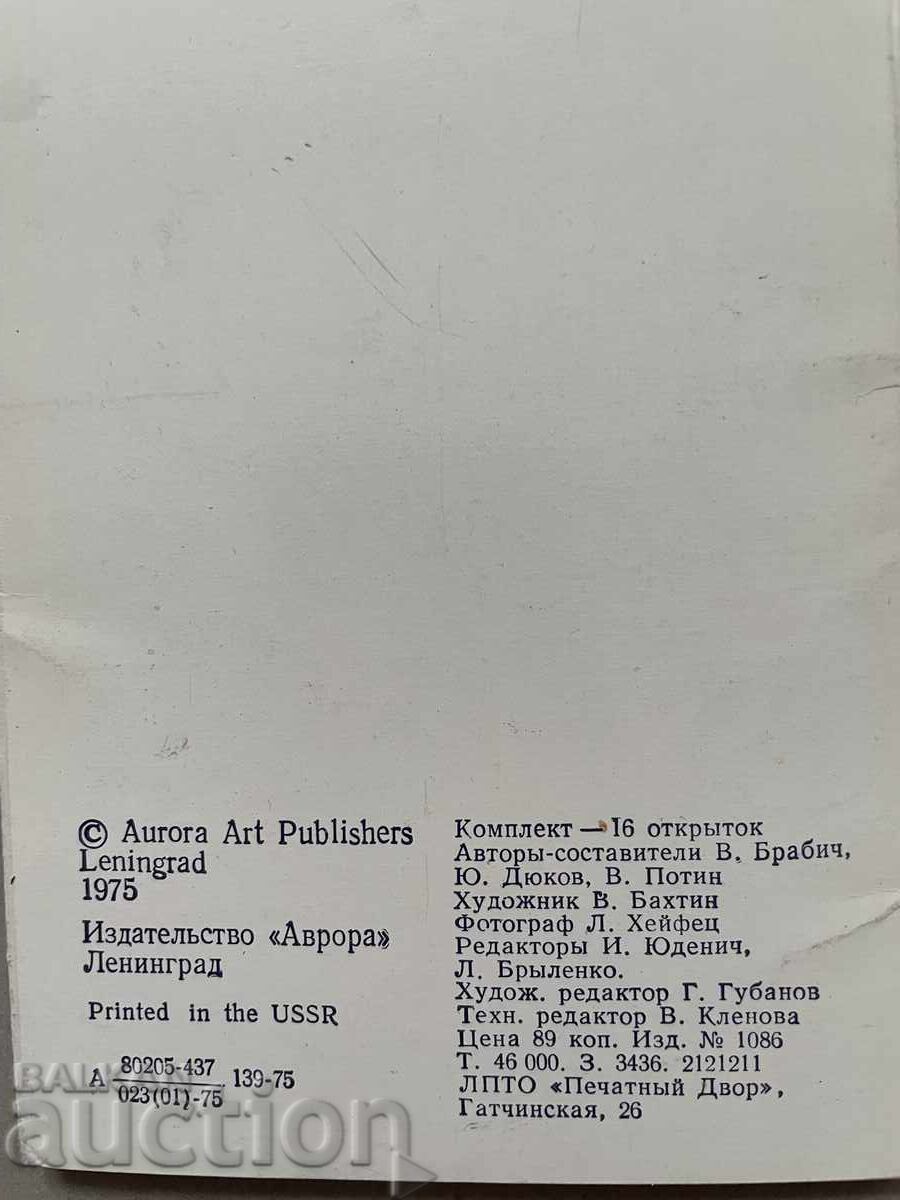 © Aurora Art Publishers
Leningrad
1975
Издательство «Аврора»
Ленинград
Printed in the USSR
А 80205-437
023(01)-75
139-75
Комплект — 16 открыток
Авторы-составители В. Брабич,
Ю. Дюков, В. Потин
Художник В. Бахтин
Фотограф Л. Хейфец
Редакторы И. Юденич,
Л. Брыленко.
Худож. редактор Г. Губанов
Техн. редактор В. Кленова
Цена 89 коп. Изд. № 1086
Т. 46 000. З. 3436. 2121211
ЛПТО «Печатный Двор»,
Гатчинская, 26
BALKAN
auction